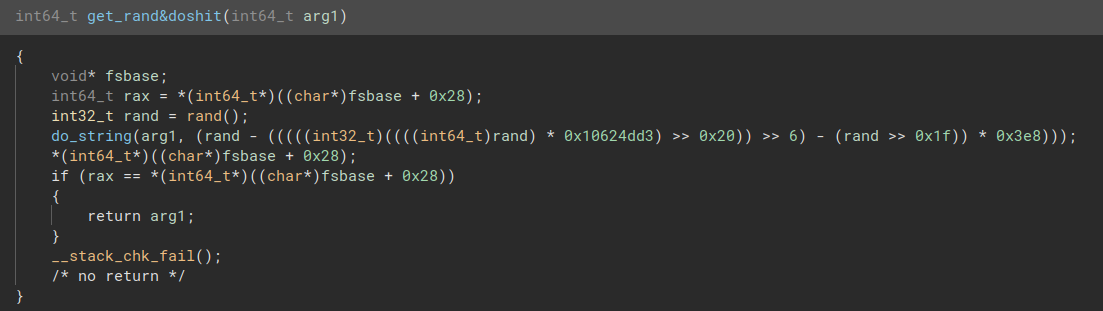 int64_t get_rand&doshit(int64_t arg1)
{
void* fsbase;
int64_t rax = *(int64_t*)((char*)fsbase + 0x28);
int32_t rand = rand();
do_string(arg1, (rand - (((((int32_t)((((int64_t)rand) * 0x10624dd3) >> 0x20)) >> 6) - (rand >> 0x1f)) * 0x3e8)));
*(int64_t*)((char*)fsbase + 0x28);
if (rax == *(int64_t*)((char*)fsbase + 0x28))
{
return arg1;
}
__stack_chk_fail();
/* no return */
}